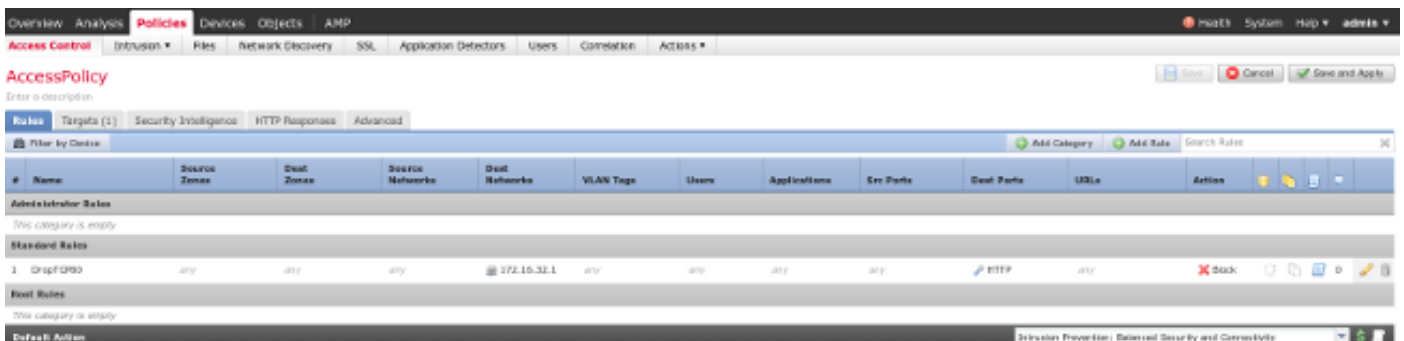 Overview Analysis Policies Devices Objects AMP Health System Help admin
Access Control Intrusion Files Network Discovery SSL Application Detectors Users Correlation Actions
AccessPolicy
Save Cancel Save and Apply
Enter a description
Rules Targets (1) Security Intelligence HTTP Responses Advanced
Filter by Device Add Category Add Rule Search Rules
# Name Source Zones Dest Zones Source Networks Dest Networks VLAN Tags Users Applications Src Ports Dest Ports URLs Action
Administrator Rules
This category is empty
Standard Rules
1 any any any 172.16.32.1 any any any any HTTP any Block 0
Root Rules
This category is empty
Default Action Intrusion Prevention: Balanced Security and Connectivity